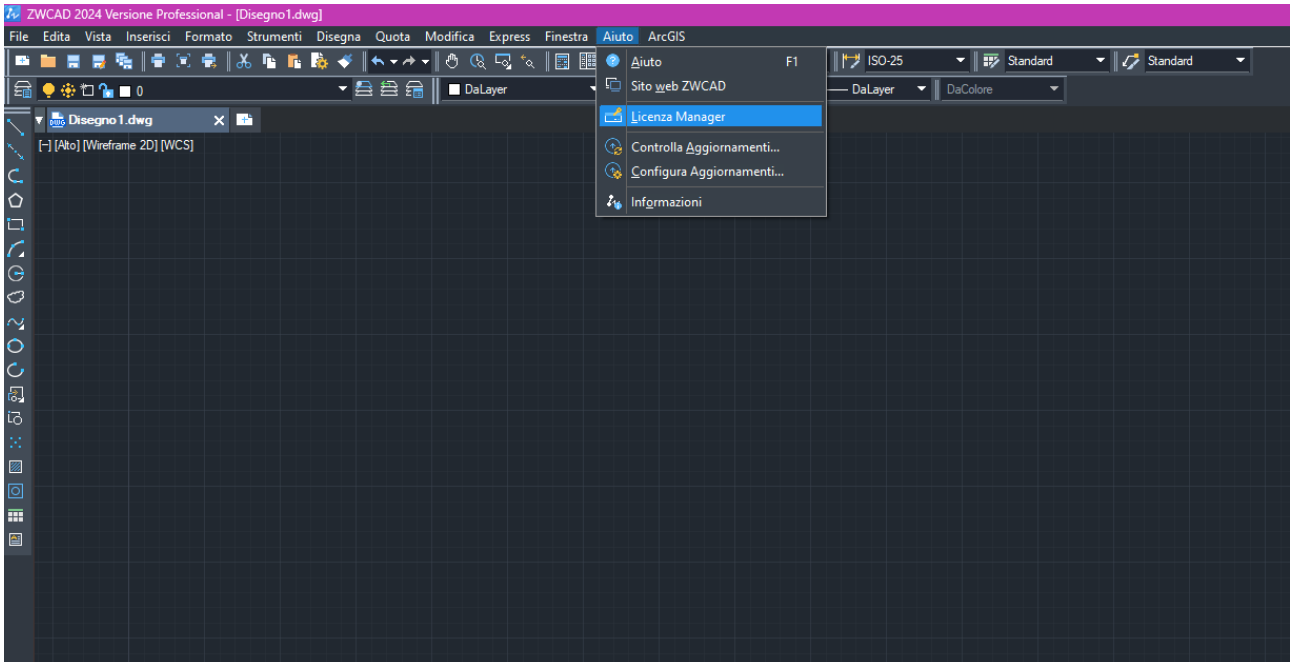 ZWCAD 2024 Versione Professional - [Disegno1.dwg]
File Edita Vista Inserisci Formato Strumenti Disegna Quota Modifica Express Finestra Aiuto ArcGIS
Aiuto F1
ISO-25 Standard Standard
Sito web ZWCAD
0 DaLayer DaLayer DaColore
Licenza Manager
Disegno1.dwg
[-] [Alto] [Wireframe 2D] [WCS]
Controlla Aggiornamenti...
Configura Aggiornamenti...
Informazioni